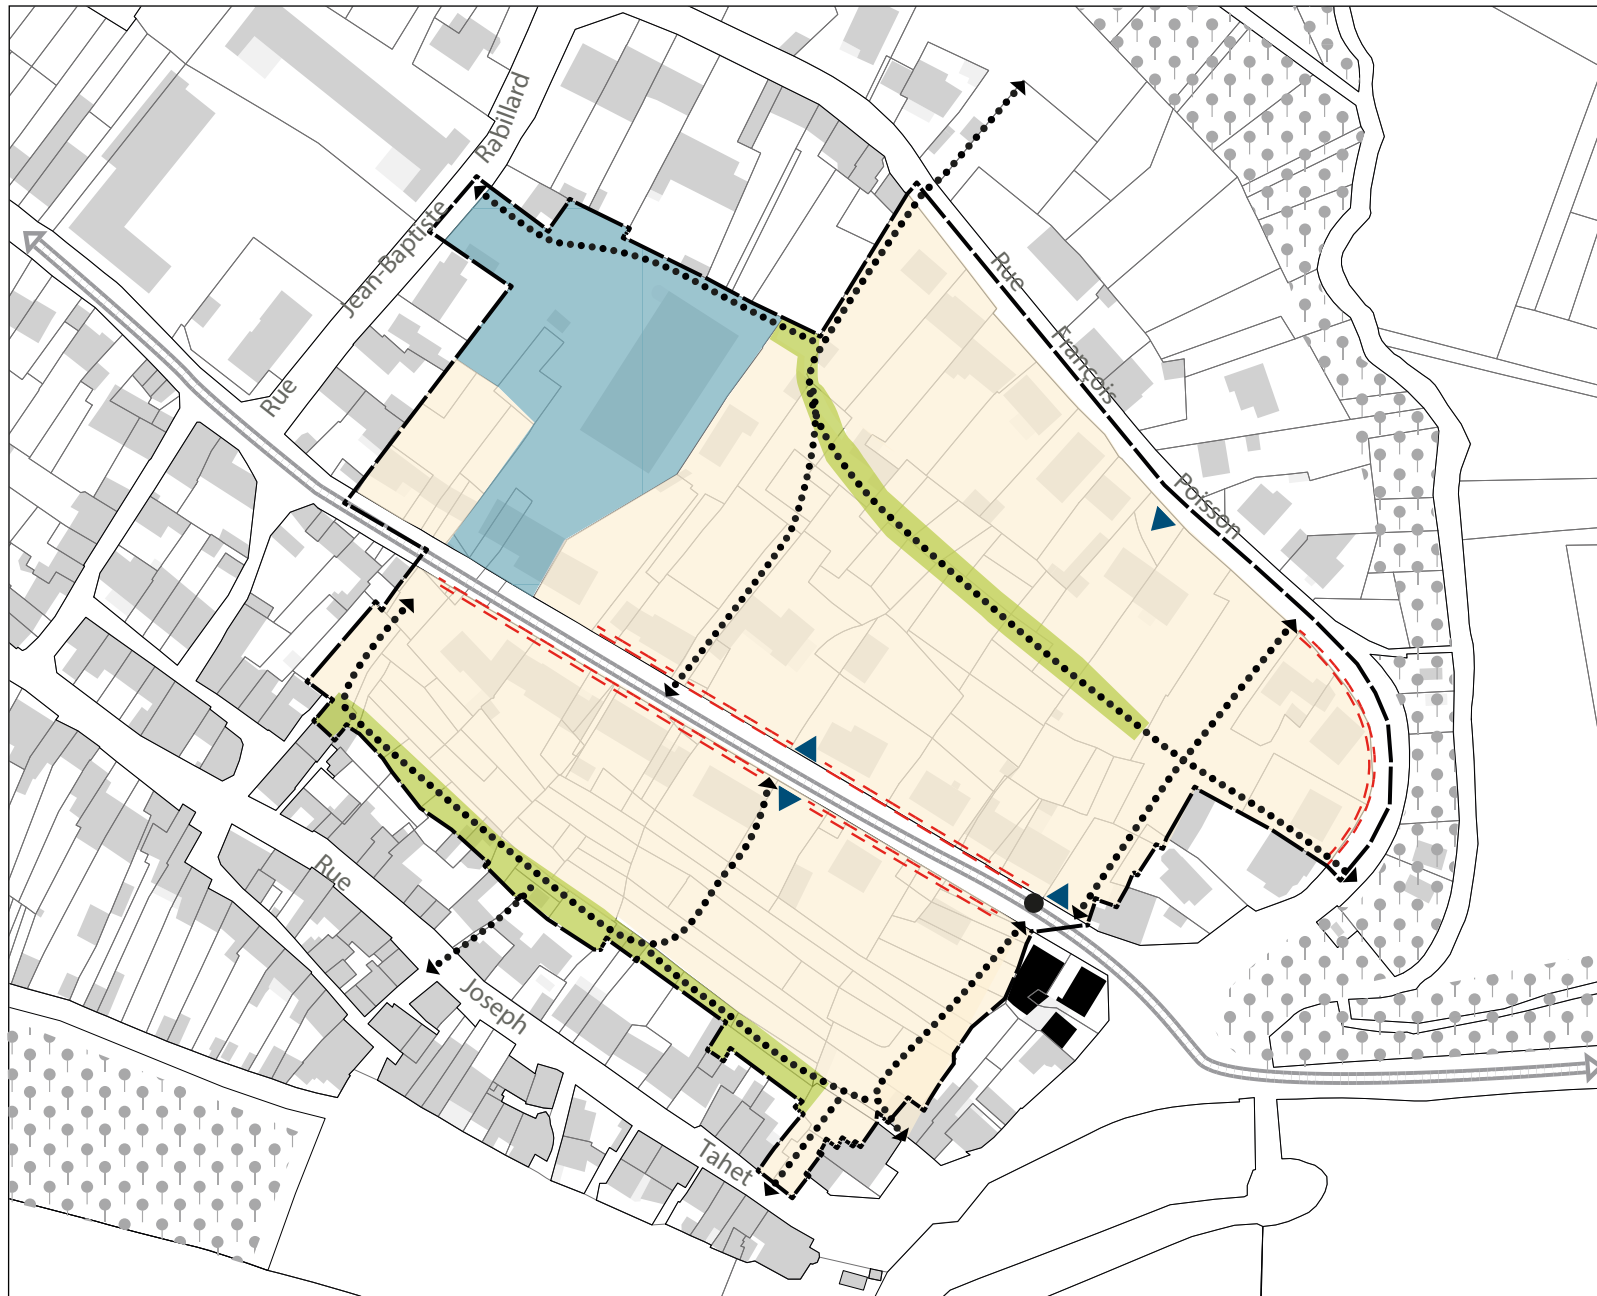 Rue
Jean-Baptiste
Rabillard
Rue
François
Poisson
Rue
Joseph
Tahet